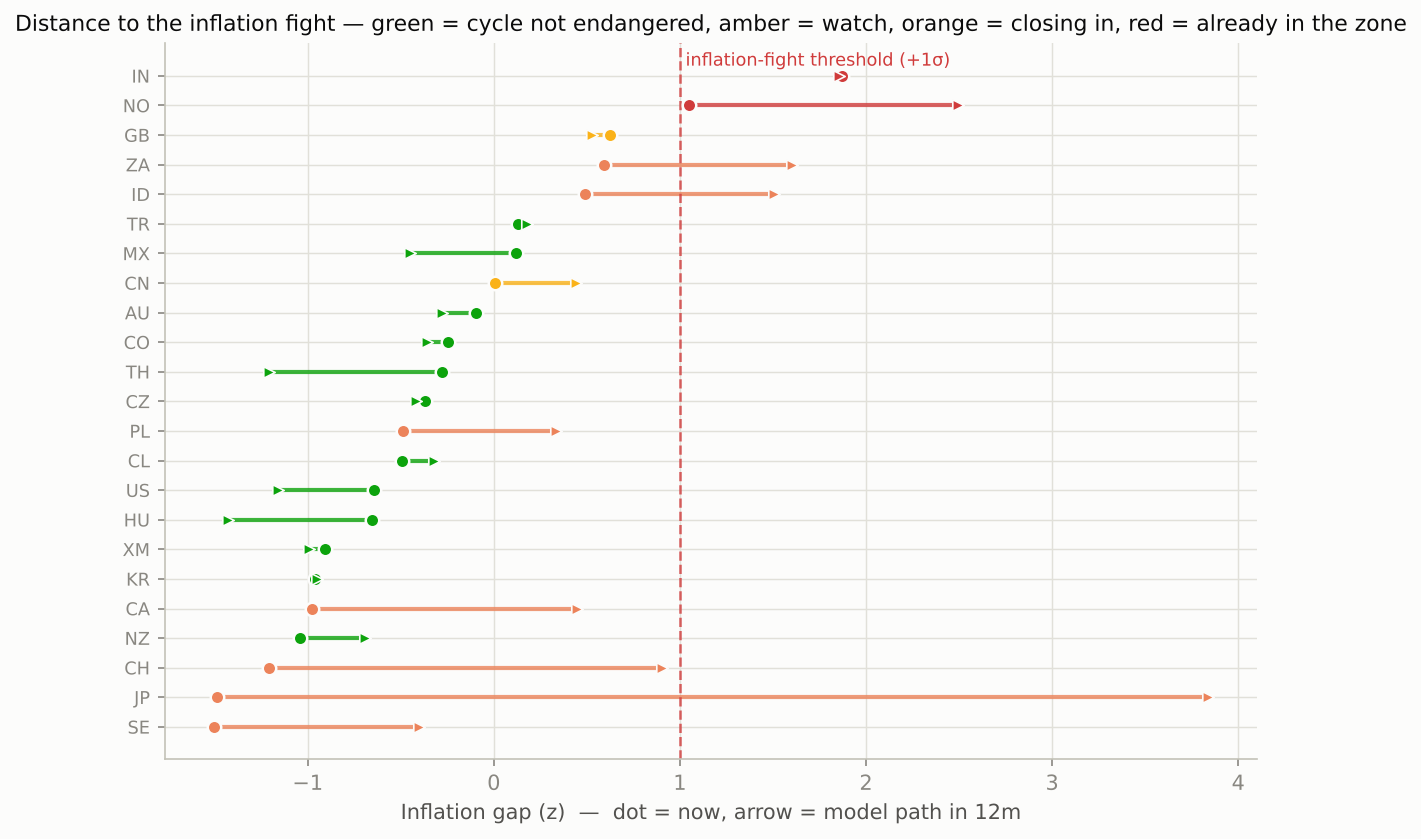 Distance to the inflation fight — green = cycle not endangered, amber = watch, orange = closing in, red = already in the zone
inflation-fight threshold (+1σ)
IN
NO
GB
ZA
ID
TR
MX
CN
AU
CO
TH
CZ
PL
CL
US
HU
XM
KR
CA
NZ
CH
JP
SE
−1 0 1 2 3 4
Inflation gap (z) — dot = now, arrow = model path in 12m